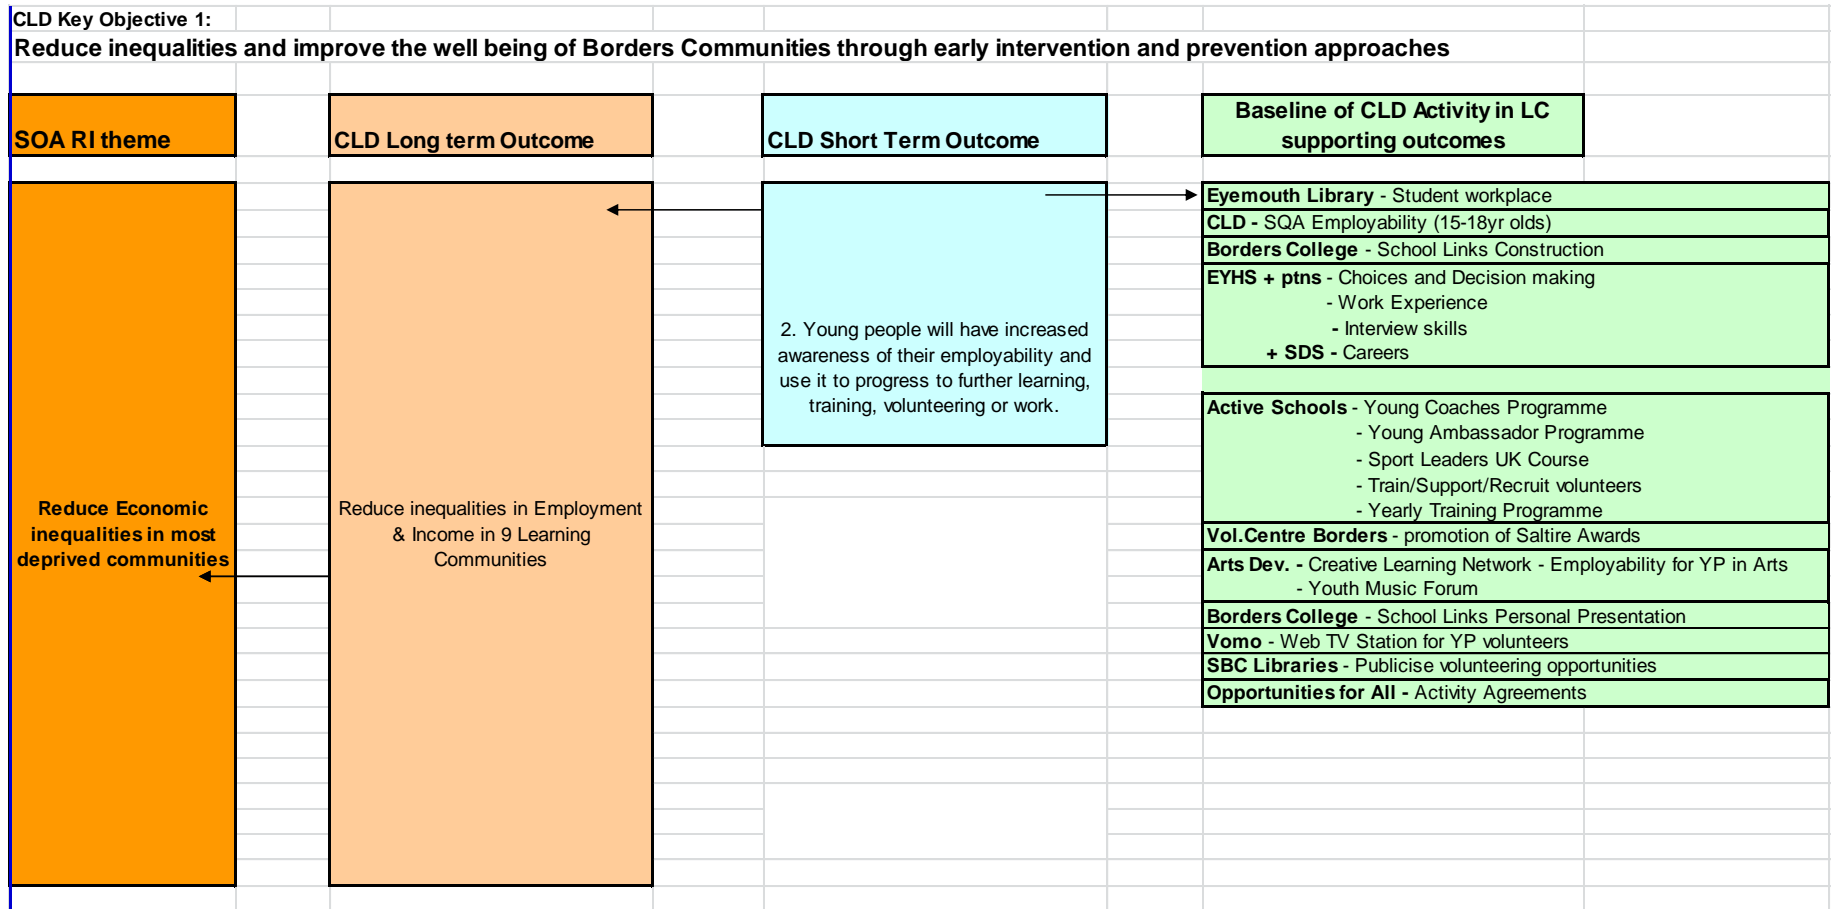 CLD Key Objective 1:
Reduce inequalities and improve the well being of Borders Communities through early intervention and prevention approaches
SOA RI theme
CLD Long term Outcome
CLD Short Term Outcome
Baseline of CLD Activity in LC
supporting outcomes
Reduce Economic
inequalities in most
deprived communities
Reduce inequalities in Employment
& Income in 9 Learning
Communities
2. Young people will have increased
awareness of their employability and
use it to progress to further learning,
training, volunteering or work.
Eyemouth Library - Student workplace
CLD - SQA Employability (15-18yr olds)
Borders College - School Links Construction
EYHS + ptns - Choices and Decision making
- Work Experience
- Interview skills
+ SDS - Careers
Active Schools - Young Coaches Programme
- Young Ambassador Programme
- Sport Leaders UK Course
- Train/Support/Recruit volunteers
- Yearly Training Programme
Vol.Centre Borders - promotion of Saltire Awards
Arts Dev. - Creative Learning Network - Employability for YP in Arts
- Youth Music Forum
Borders College - School Links Personal Presentation
Vomo - Web TV Station for YP volunteers
SBC Libraries - Publicise volunteering opportunities
Opportunities for All - Activity Agreements